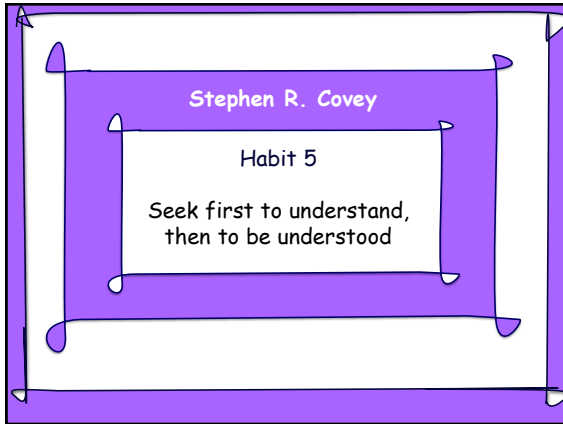 Stephen R. Covey
Habit 5
Seek first to understand,
then to be understood